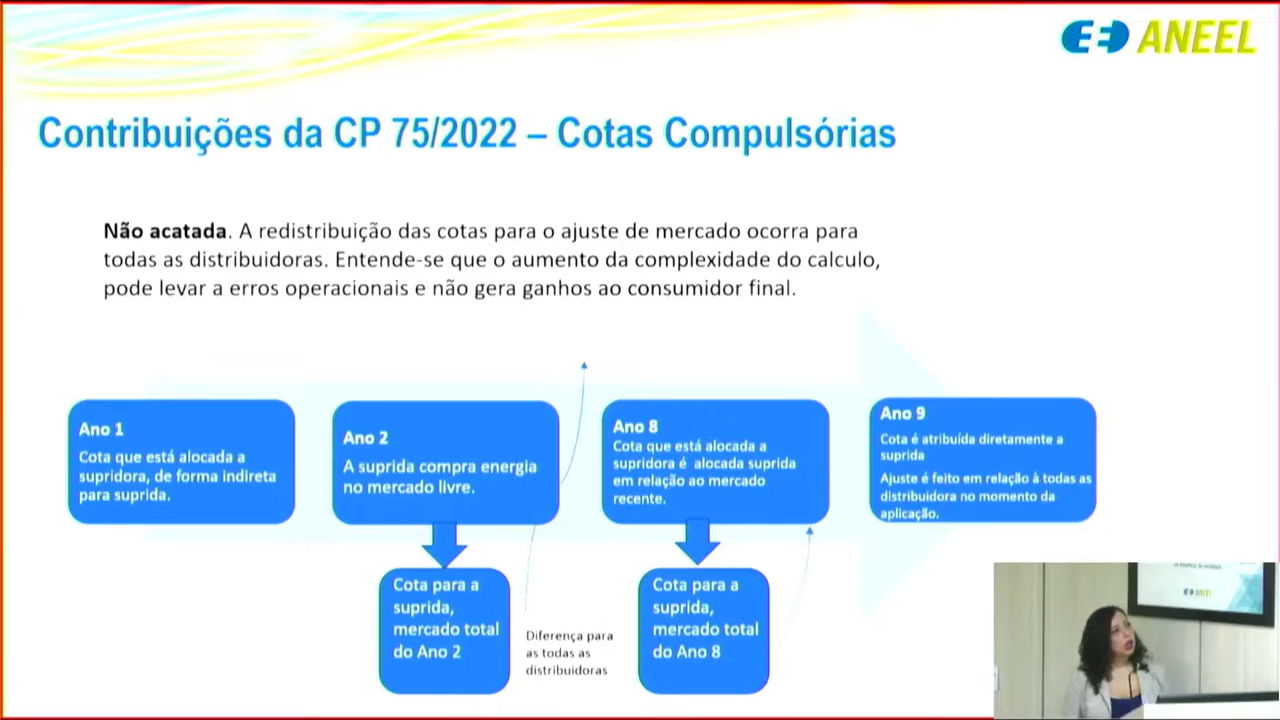 ANEEL
Contribuições da CP 75/2022 – Cotas Compulsórias
Não acatada. A redistribuição das cotas para o ajuste de mercado ocorra para
todas as distribuidoras. Entende-se que o aumento da complexidade do calculo,
pode levar a erros operacionais e não gera ganhos ao consumidor final.
Ano 1
Cota que está alocada a
supridora, de forma indireta
para suprida.
Ano 2
A suprida compra energia
no mercado livre.
Ano 8
Cota que está alocada a
supridora é alocada suprida
em relação ao mercado
recente.
Ano 9
Cota é atribuída diretamente a
suprida
Ajuste é feito em relação à todas as
distribuidora no momento da
aplicação.
Cota para a
suprida,
mercado total
do Ano 2
Diferença para
as todas as
distribuidoras
Cota para a
suprida,
mercado total
do Ano 8
ANEEL